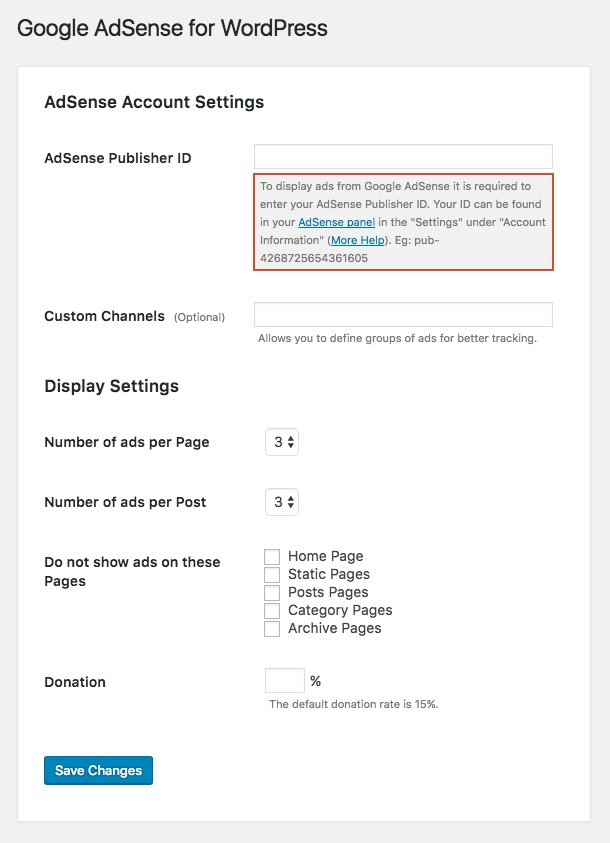 Google AdSense for WordPress
AdSense Account Settings
AdSense Publisher ID
To display ads from Google AdSense it is required to
enter your AdSense Publisher ID. Your ID can be found
in your AdSense panel in the "Settings" under "Account
Information" (More Help). Eg: pub-
4268725654361605
Custom Channels (Optional)
Allows you to define groups of ads for better tracking.
Display Settings
Number of ads per Page 3
Number of ads per Post 3
Do not show ads on these
Pages
Home Page
Static Pages
Posts Pages
Category Pages
Archive Pages
Donation %
The default donation rate is 15%.
Save Changes